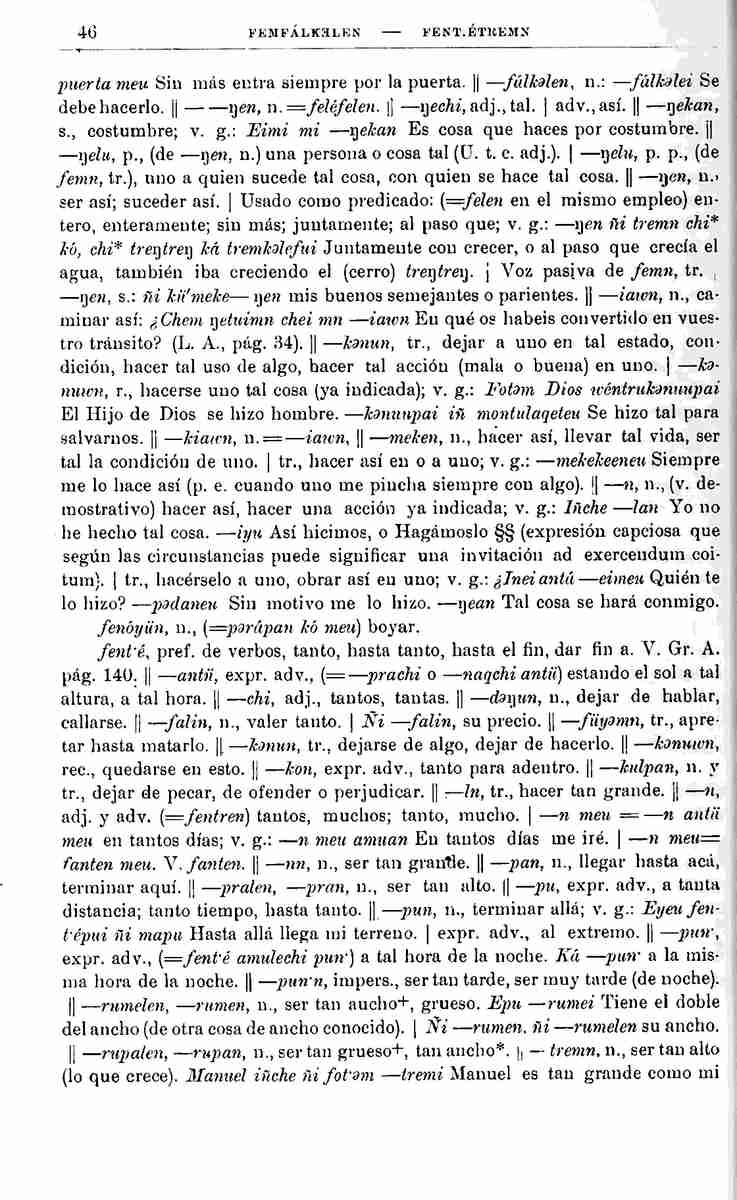 46 FEMFÁLKƏLEN — FENT.ÉTREMN
puerta meu Sin más entra siempre por la puerta. || —fálkəlen, n.: —fálkəlei Se
debe hacerlo. || — —ŋen, n. =feléfelen. || —ŋechi, adj., tal. | adv., así. || —ŋekan,
s., costumbre; v. g.: Eimi mi —ŋekan Es cosa que haces por costumbre. ||
—ŋelu, p., (de —ŋen, n.) una persona o cosa tal (U. t. c. adj.). | —ŋelu, p. p., (de
femn, tr.), uno a quien sucede tal cosa, con quien se hace tal cosa. || —ŋen, n.,
ser así; suceder así. | Usado como predicado: (=felen en el mismo empleo) en-
tero, enteramente; sin más; juntamente; al paso que; v. g.: —ŋen ñi tremn chi*
kó, chi* treŋtreŋ ká tremkəlefui Juntamente con crecer, o al paso que crecía el
agua, también iba creciendo el (cerro) treŋtreŋ. | Voz pasiva de femn, tr. |
—ŋen, s.: ñi kü'meke— ŋen mis buenos semejantes o parientes. || —iawn, n., ca-
minar así: ¿Chem ŋetuimn chei mn —iawn En qué os habeis convertido en vues-
tro tránsito? (L. A., pág. 34). || —kənun, tr., dejar a uno en tal estado, con-
dición, hacer tal uso de algo, hacer tal acción (mala o buena) en uno. | —kə-
nuwn, r., hacerse uno tal cosa (ya indicada); v. g.: Fotəm Dios wéntrukənuupai
El Hijo de Dios se hizo hombre. —kənuupai iñ montulaqeteu Se hizo tal para
salvarnos. || —kiawn, n. =—iawn, || —meken, n., hacer así, llevar tal vida, ser
tal la condición de uno. | tr., hacer así en o a uno; v. g.: —mekekeeneu Siempre
me lo hace así (p. e. cuando uno me pincha siempre con algo). || —n, n., (v. de-
mostrativo) hacer así, hacer una acción ya indicada; v. g.: Iñche —lan Yo no
he hecho tal cosa. —iyu Así hicimos, o Hagámoslo §§ (expresión capciosa que
según las circunstancias puede significar una invitación ad exercendum coi-
tum). | tr., hacérselo a uno, obrar así en uno; v. g.: ¿Inei antá —eimeu Quién te
lo hizo? —pədaneu Sin motivo me lo hizo. —ŋean Tal cosa se hará conmigo.
fenóyün, n., (=pərápan kó meu) boyar.
fent·é, pref. de verbos, tanto, hasta tanto, hasta el fin, dar fin a. V. Gr. A.
pág. 140. || —antü, expr. adv., (=—prachi o —naqchi antü) estando el sol a tal
altura, a tal hora. || —chi, adj., tantos, tantas. || —dəŋun, n., dejar de hablar,
callarse. || —falin, n., valer tanto. | Ñi —falin, su precio. || —füyəmn, tr., apre-
tar hasta matarlo. || —kənun, tr., dejarse de algo, dejar de hacerlo. || —kənuwn,
rec., quedarse en esto. || —kon, expr. adv., tanto para adentro. || —kulpan, n. y
tr., dejar de pecar, de ofender o perjudicar. || —ln, tr., hacer tan grande. || —n,
adj. y adv. (=fentren) tantos, muchos; tanto, mucho. | —n meu = —n antü
meu en tantos días; v. g.: —n meu amuan En tantos días me iré. | —n meu=
fanten meu. V. fanten. || —nn, n., ser tan grande. || —pan, n., llegar hasta acá,
terminar aquí. || —pralen, —pran, n., ser tan alto. || —pu, expr. adv., a tanta
distancia; tanto tiempo, hasta tanto. || —pun, n., terminar allá; v. g.: Eyeu fen-
t·épui ñi mapu Hasta allá llega mi terreno. | expr. adv., al extremo. || —pun·,
expr. adv., (=fent·é amulechi pun·) a tal hora de la noche. Ká —pun· a la mis-
ma hora de la noche. || —pun·n, impers., ser tan tarde, ser muy tarde (de noche).
|| —rumelen, —rumen, n., ser tan ancho+, grueso. Epu —rumei Tiene el doble
del ancho (de otra cosa de ancho conocido). | Ñi —rumen, ñi —rumelen su ancho.
|| —rupalen, —rupan, n., ser tan grueso+, tan ancho*. || — tremn, n., ser tan alto
(lo que crece). Manuel iñche ñi fot·əm —tremi Manuel es tan grande como mi